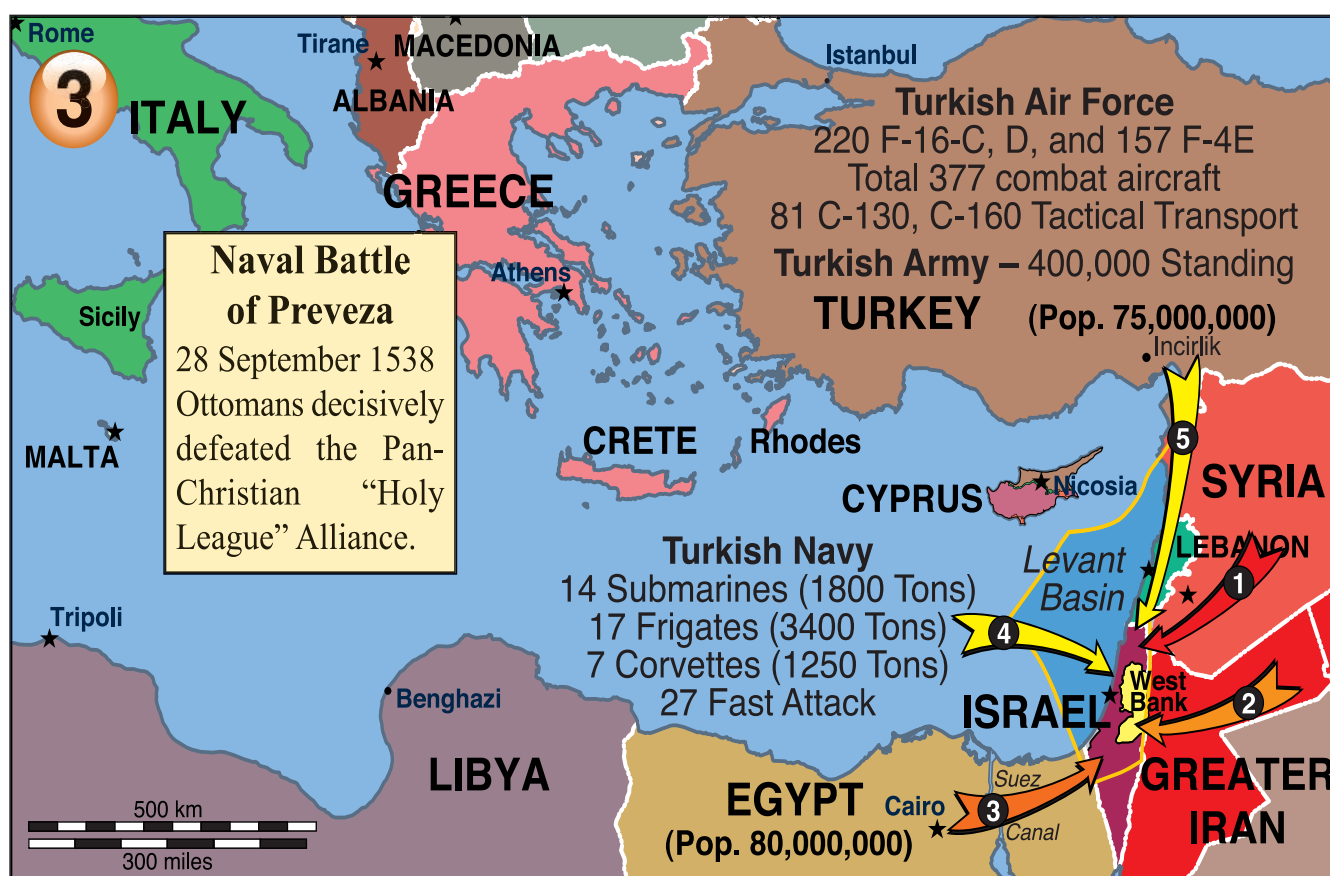 Rome
3
ITALY
Tirane
MACEDONIA
ALBANIA
Istanbul
Turkish Air Force
220 F-16-C, D, and 157 F-4E
Total 377 combat aircraft
81 C-130, C-160 Tactical Transport
Turkish Army – 400,000 Standing
TURKEY (Pop. 75,000,000)
Incirlik
GREECE
Athens
Naval Battle
of Preveza
28 September 1538
Ottomans decisively
defeated the Pan-
Christian “Holy
League” Alliance.
Sicily
MALTA
CRETE
Rhodes
CYPRUS
Nicosia
5
SYRIA
LEBANON
1
Levant
Basin
Turkish Navy
14 Submarines (1800 Tons)
17 Frigates (3400 Tons)
7 Corvettes (1250 Tons)
27 Fast Attack
4
Tripoli
Benghazi
ISRAEL
West
Bank
2
LIBYA
EGYPT
(Pop. 80,000,000)
Cairo
Suez
3
Canal
GREATER
IRAN
500 km
300 miles